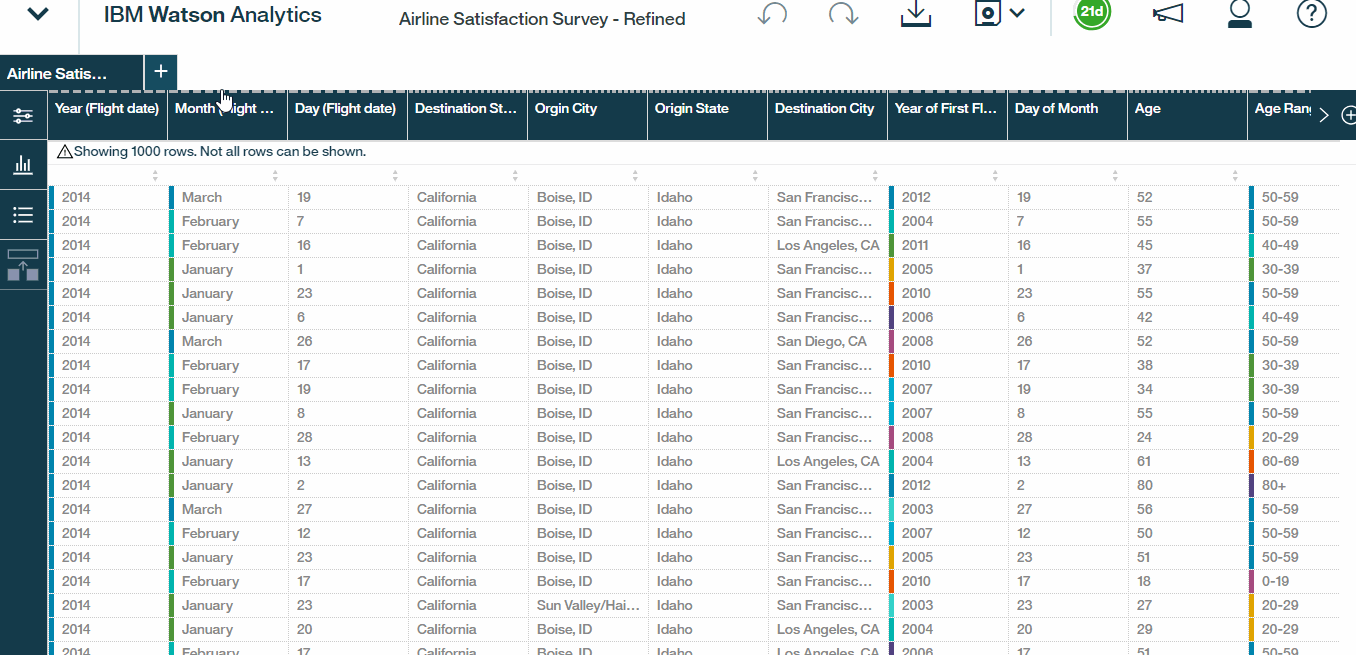 IBM Watson Analytics
Airline Satisfaction Survey - Refined
21d
?
Airline Satis... +
Year (Flight date) Month Flight ... Day (Flight date) Destination St... Orgin City Origin State Destination City Year of First Fl... Day of Month Age Age Ran
Showing 1000 rows. Not all rows can be shown.
2014 March 19 California Boise, ID Idaho San Francisc... 2012 19 52 50-59
2014 February 7 California Boise, ID Idaho San Francisc... 2004 7 55 50-59
2014 February 16 California Boise, ID Idaho Los Angeles, CA 2011 16 45 40-49
2014 January 1 California Boise, ID Idaho San Francisc... 2005 1 37 30-39
2014 January 23 California Boise, ID Idaho San Francisc... 2010 23 55 50-59
2014 January 6 California Boise, ID Idaho San Francisc... 2006 6 42 40-49
2014 March 26 California Boise, ID Idaho San Diego, CA 2008 26 52 50-59
2014 February 17 California Boise, ID Idaho San Francisc... 2010 17 38 30-39
2014 February 19 California Boise, ID Idaho San Francisc... 2007 19 34 30-39
2014 January 8 California Boise, ID Idaho San Francisc... 2007 8 55 50-59
2014 February 28 California Boise, ID Idaho San Francisc... 2008 28 24 20-29
2014 January 13 California Boise, ID Idaho Los Angeles, CA 2004 13 61 60-69
2014 January 2 California Boise, ID Idaho San Francisc... 2012 2 80 80+
2014 March 27 California Boise, ID Idaho San Francisc... 2003 27 56 50-59
2014 February 12 California Boise, ID Idaho San Francisc... 2007 12 50 50-59
2014 January 23 California Boise, ID Idaho San Francisc... 2005 23 51 50-59
2014 February 17 California Boise, ID Idaho San Francisc... 2010 17 18 0-19
2014 January 23 California Sun Valley/Hai... Idaho San Francisc... 2003 23 27 20-29
2014 January 20 California Boise, ID Idaho Los Angeles, CA 2004 20 29 20-29
2014 February 17 California Boise, ID Idaho Los Angeles, CA 2006 17 51 50-59